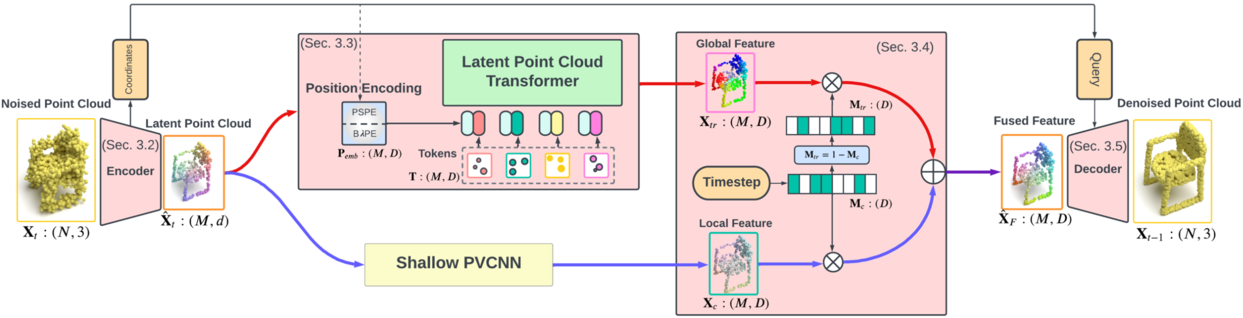 Coordinates
Noised Point Cloud
(Sec. 3.2)
Encoder
X_t : (N, 3)
Latent Point Cloud
X̂_t : (M, d)
(Sec. 3.3)
Position Encoding
PSPE
P_emb : (M, D)
Latent Point Cloud
Transformer
Tokens
T : (M, D)
Shallow PVCNN
(Sec. 3.4)
Global Feature
X_tr : (M, D)
M_tr : (D)
M_tr = 1 − M_c
Timestep
M_c : (D)
Local Feature
X_c : (M, D)
Query
Fused Feature
X̂_F : (M, D)
(Sec. 3.5)
Decoder
Denoised Point Cloud
X_{t−1} : (N, 3)